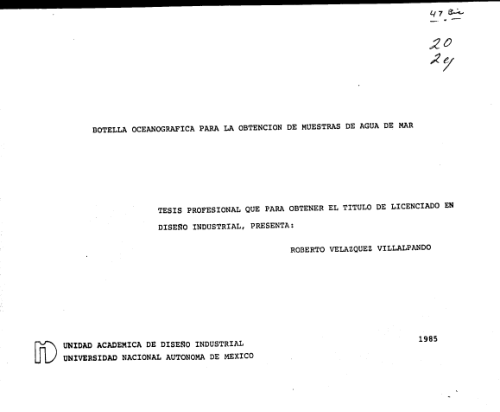 20
2ej
BOTELLA OCEANOGRAFICA PARA LA OBTENCION DE MUESTRAS DE AGUA DE MAR
TESIS PROFESIONAL QUE PARA OBTENER EL TITULO DE LICENCIADO EN
DISEÑO INDUSTRIAL, PRESENTA:
ROBERTO VELAZQUEZ VILLALPANDO
1985
UNIDAD ACADEMICA DE DISEÑO INDUSTRIAL
UNIVERSIDAD NACIONAL AUTONOMA DE MEXICO